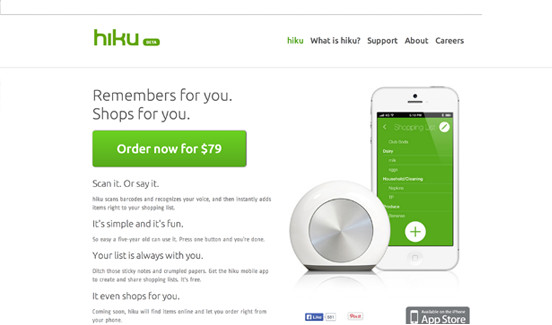 hiku BETA
hiku What is hiku? Support About Careers
Remembers for you.
Shops for you.
Order now for $79
Scan it. Or say it.
hiku scans barcodes and recognizes your voice, and then instantly adds
items right to your shopping list.
It's simple and it's fun.
So easy a five-year old can use it. Press one button and you're done.
Your list is always with you.
Ditch those sticky notes and crumpled papers. Get the hiku mobile app
to create and share shopping lists. It's free.
It even shops for you.
Coming soon, hiku will find items online and let you order right from
your phone.
Shopping List
Dairy
milk
eggs
Household/Cleaning
Napkins
Produce
Bananas
Like
Pin it
Available on the iPhone
App Store